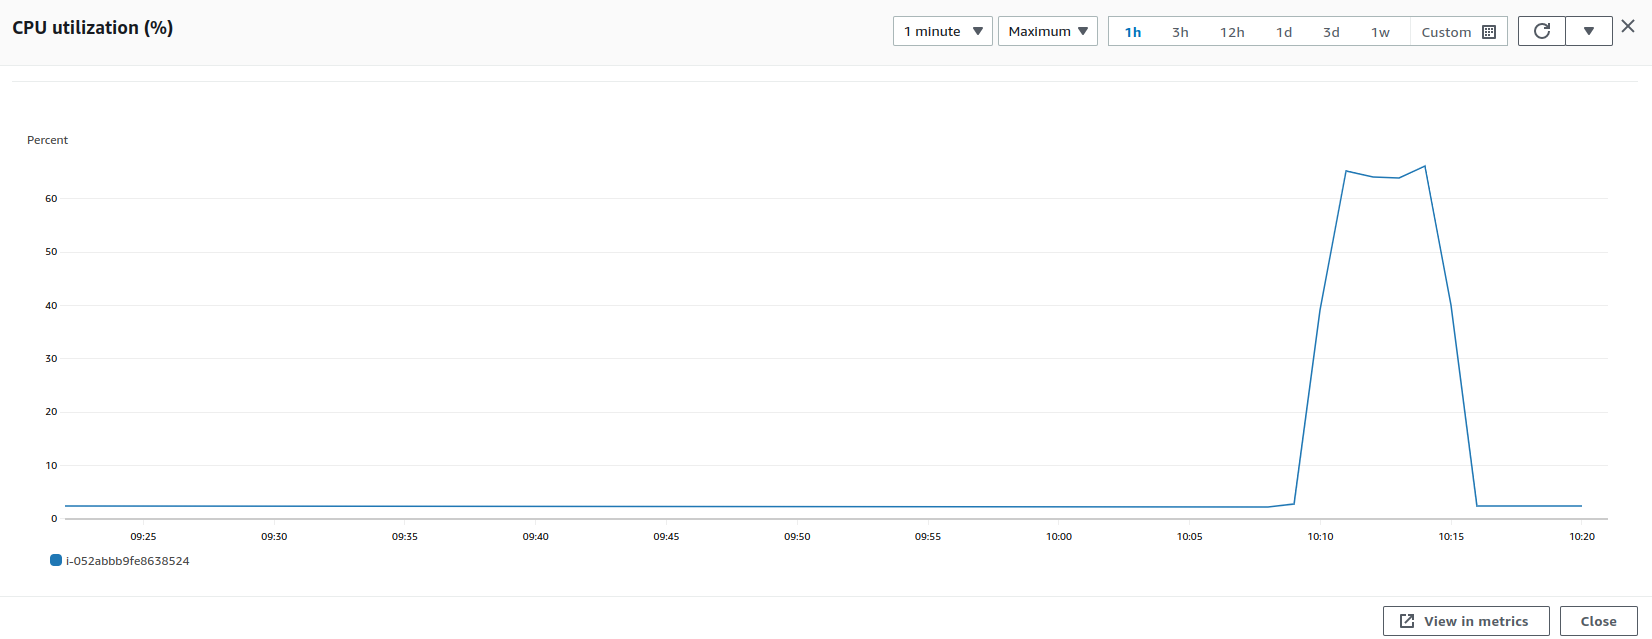 CPU utilization (%)
1 minute Maximum 1h 3h 12h 1d 3d 1w Custom
Percent
60
50
40
30
20
10
0
09:25 09:30 09:35 09:40 09:45 09:50 09:55 10:00 10:05 10:10 10:15 10:20
i-052abbb9fe8638524
View in metrics Close